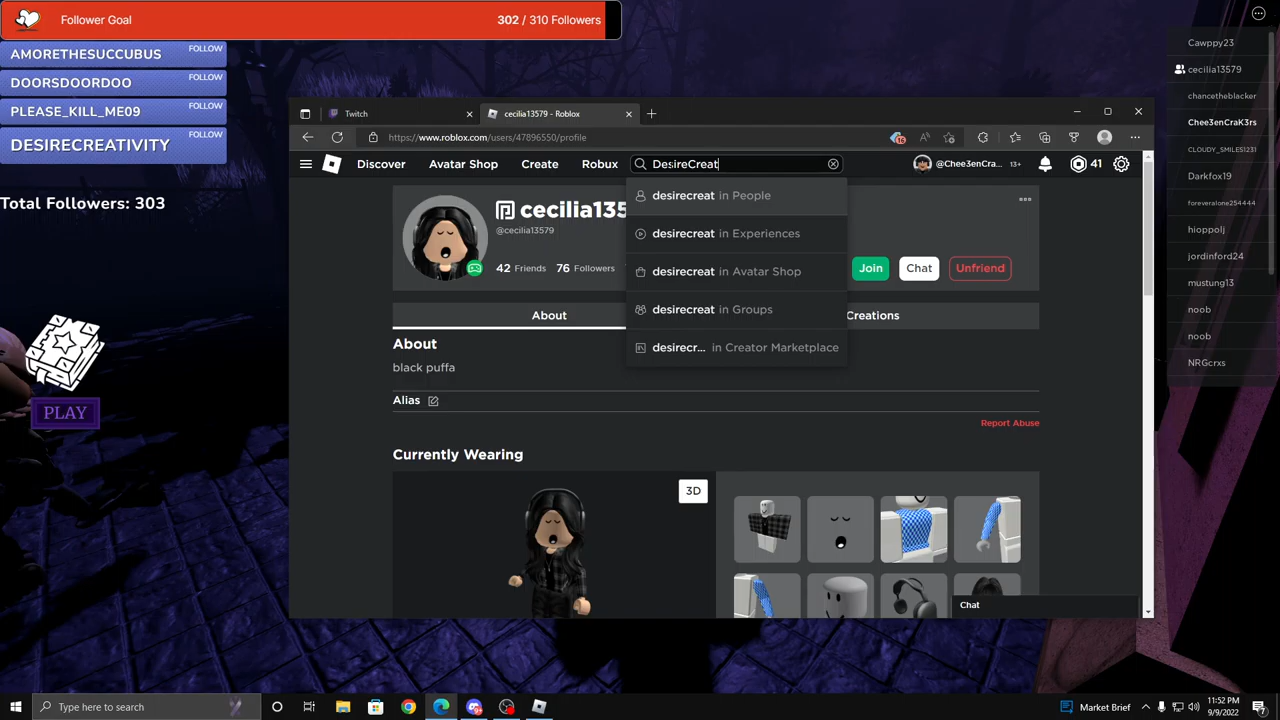 Follower Goal
302 / 310 Followers
AMORETHESUCCUBUS FOLLOW
DOORSDOORDOO FOLLOW
PLEASE_KILL_ME09 FOLLOW
DESIRECREATIVITY FOLLOW
Total Followers: 303
PLAY
Twitch
cecilia13579 - Roblox
https://www.roblox.com/users/47896550/profile
16
Discover
Avatar Shop
Create
Robux
DesireCreat
@Chee3enCra...
13+
41
desirecreat in People
desirecreat in Experiences
desirecreat in Avatar Shop
desirecreat in Groups
desirecr... in Creator Marketplace
cecilia135
@cecilia13579
42 Friends
76 Followers
Join
Chat
Unfriend
About
Creations
About
black puffa
Alias
Report Abuse
Currently Wearing
3D
Chat
Cawppy23
cecilia13579
chancetheblacker
Chee3enCraK3rs
CLOUDY_SMILES1231
Darkfox19
foreveralone254444
hioppolj
jordinford24
mustung13
noob
noob
NRGcrxs
Type here to search
Market Brief
11:52 PM
9/9/2022